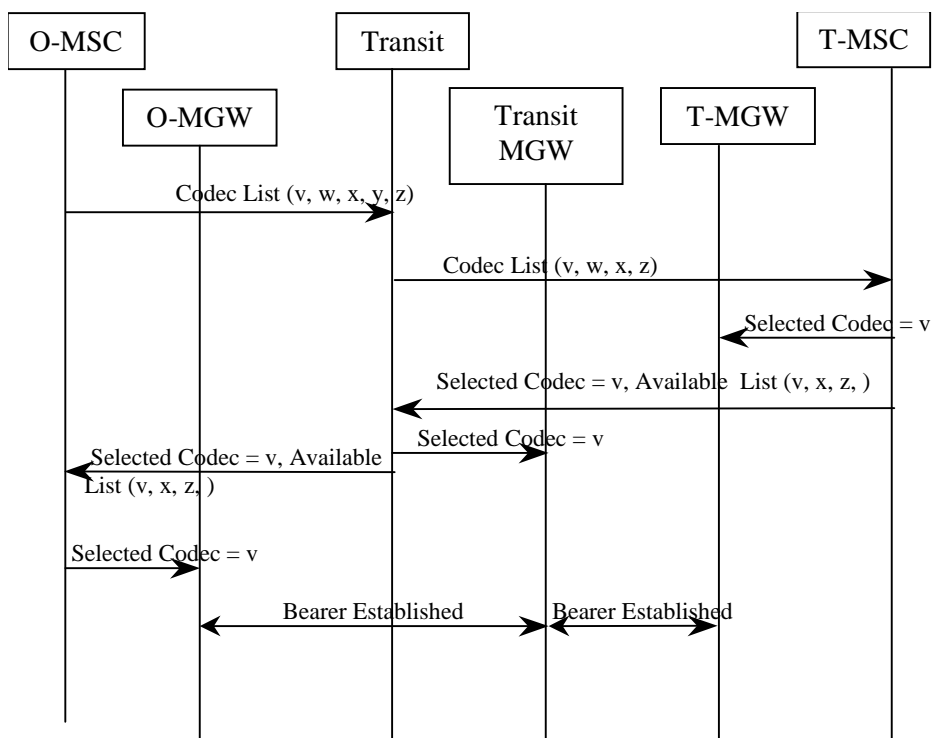 O-MSC
Transit
T-MSC
O-MGW
Transit
MGW
T-MGW
Codec List (v, w, x, y, z)
Codec List (v, w, x, z)
Selected Codec = v
Selected Codec = v, Available List (v, x, z, )
Selected Codec = v
Selected Codec = v, Available
List (v, x, z, )
Selected Codec = v
Bearer Established
Bearer Established